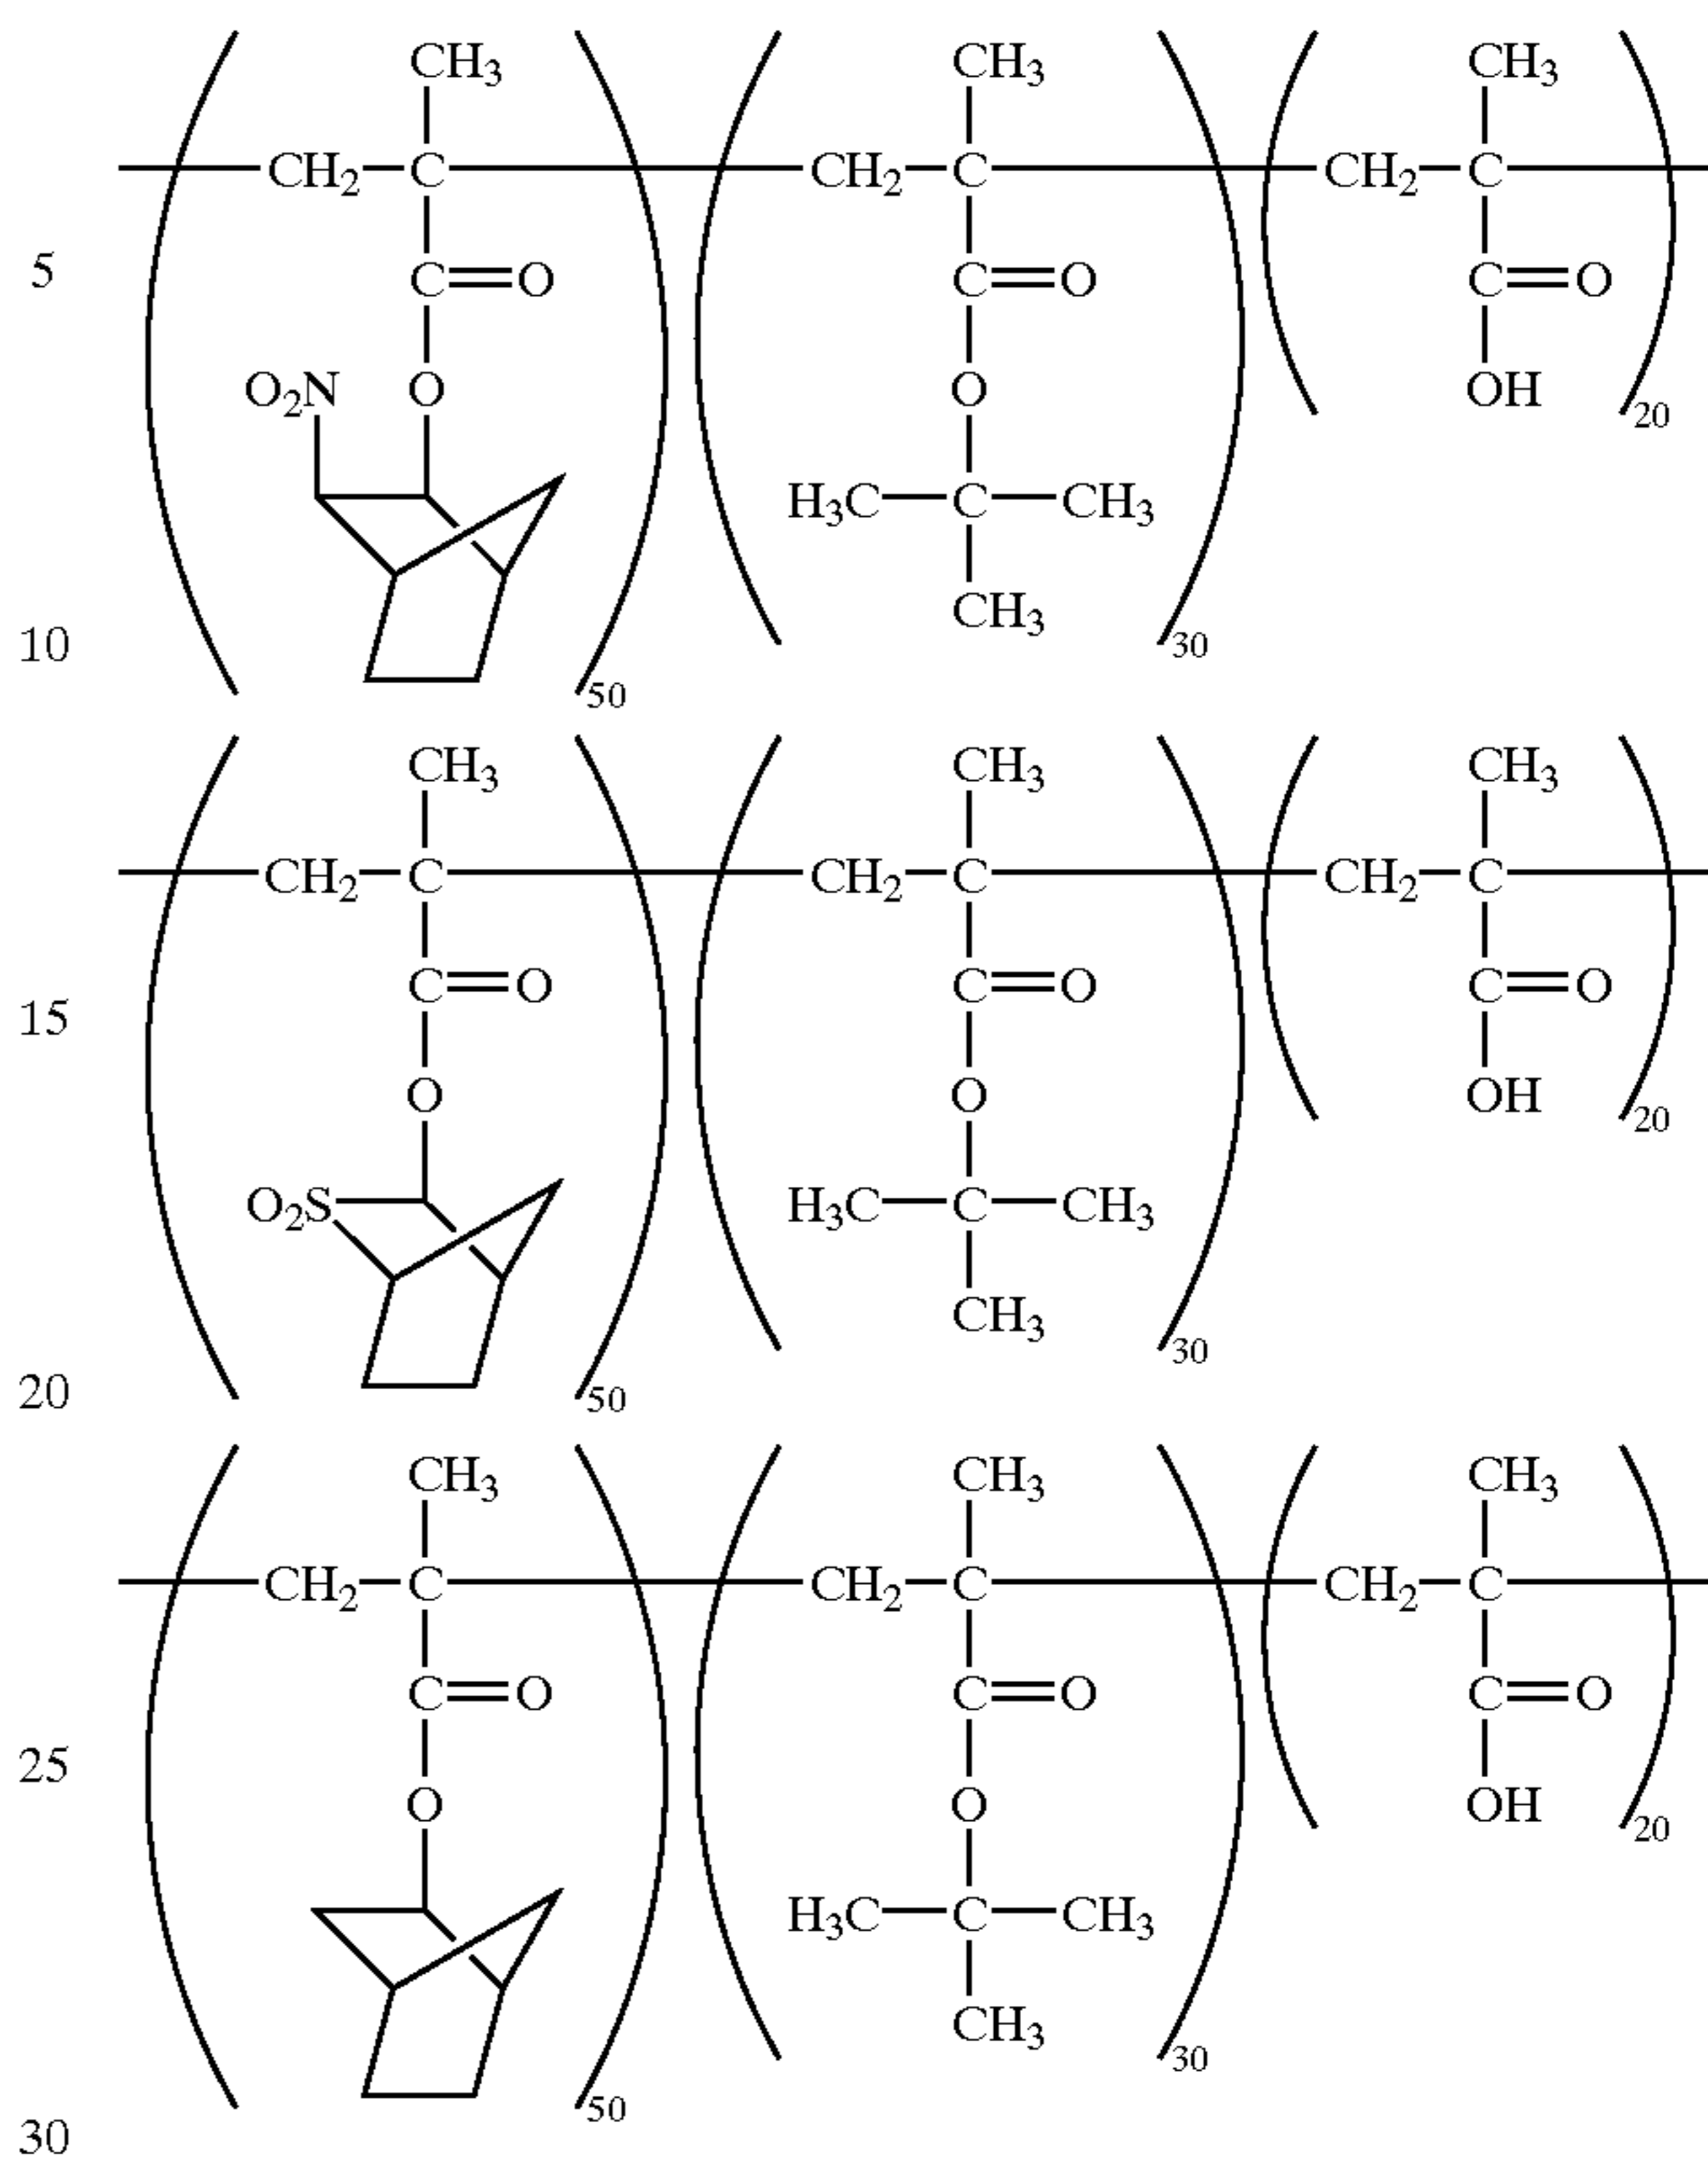 CH3 CH3 CH3
CH2 C CH2 C CH2 C
5 C O C O C O
O2N O O OH 20
H3C C CH3
CH3
10 50 30
CH3 CH3 CH3
CH2 C CH2 C CH2 C
15 C O C O C O
O O OH 20
O2S H3C C CH3
CH3
20 50 30
CH3 CH3 CH3
CH2 C CH2 C CH2 C
C O C O C O
25
O O OH 20
H3C C CH3
CH3
50 30
30